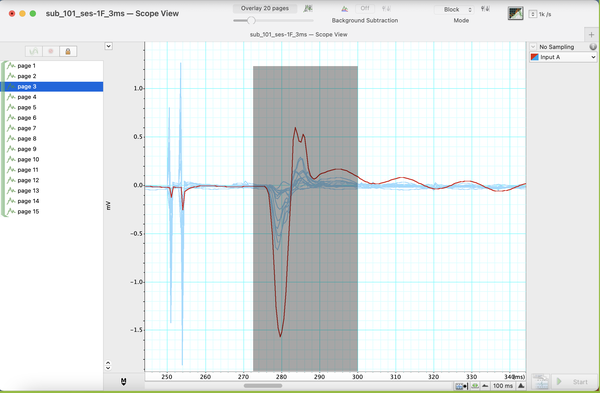 sub_101_ses-1F_3ms — Scope View
Overlay 20 pages
Off
Block
1k /s
Background Subtraction
Mode
sub_101_ses-1F_3ms — Scope View
No Sampling
Input A
page 1
page 2
page 3
page 4
page 5
page 6
page 7
page 8
page 9
page 10
page 11
page 12
page 13
page 14
page 15
1.0
0.5
0.0
mV
−0.5
−1.0
−1.5
250
260
270
280
290
300
310
320
330
340 (ms)
100 ms
Start